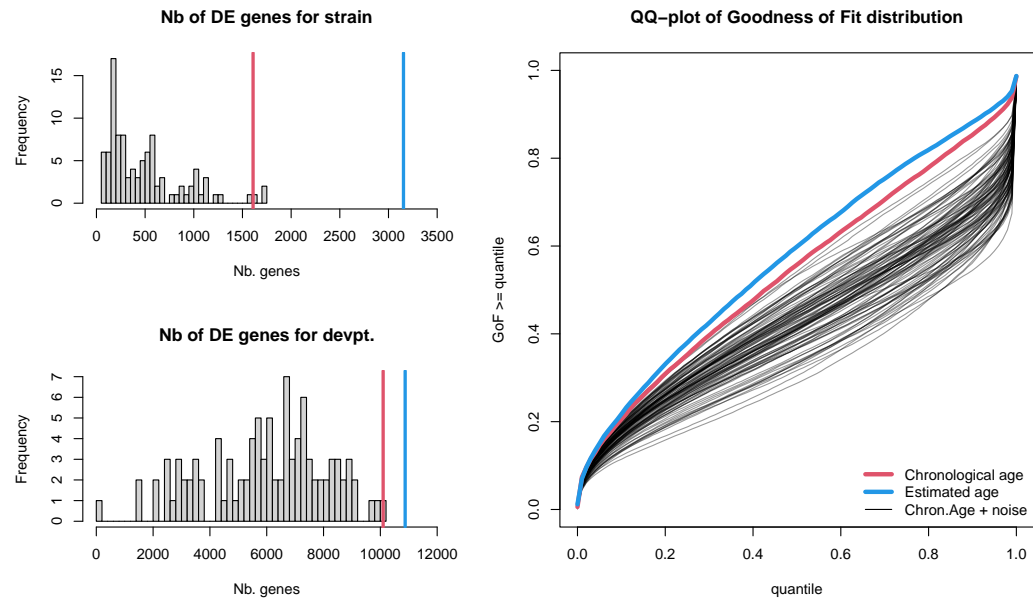 Nb of DE genes for strain
Frequency
15
10
5
0
0 500 1000 1500 2000 2500 3000 3500
Nb. genes
Nb of DE genes for devpt.
Frequency
7
6
5
4
3
2
1
0
0 2000 4000 6000 8000 10000 12000
Nb. genes
QQ−plot of Goodness of Fit distribution
GoF >= quantile
1.0
0.8
0.6
0.4
0.2
0.0
Chronological age
Estimated age
Chron.Age + noise
0.0 0.2 0.4 0.6 0.8 1.0
quantile